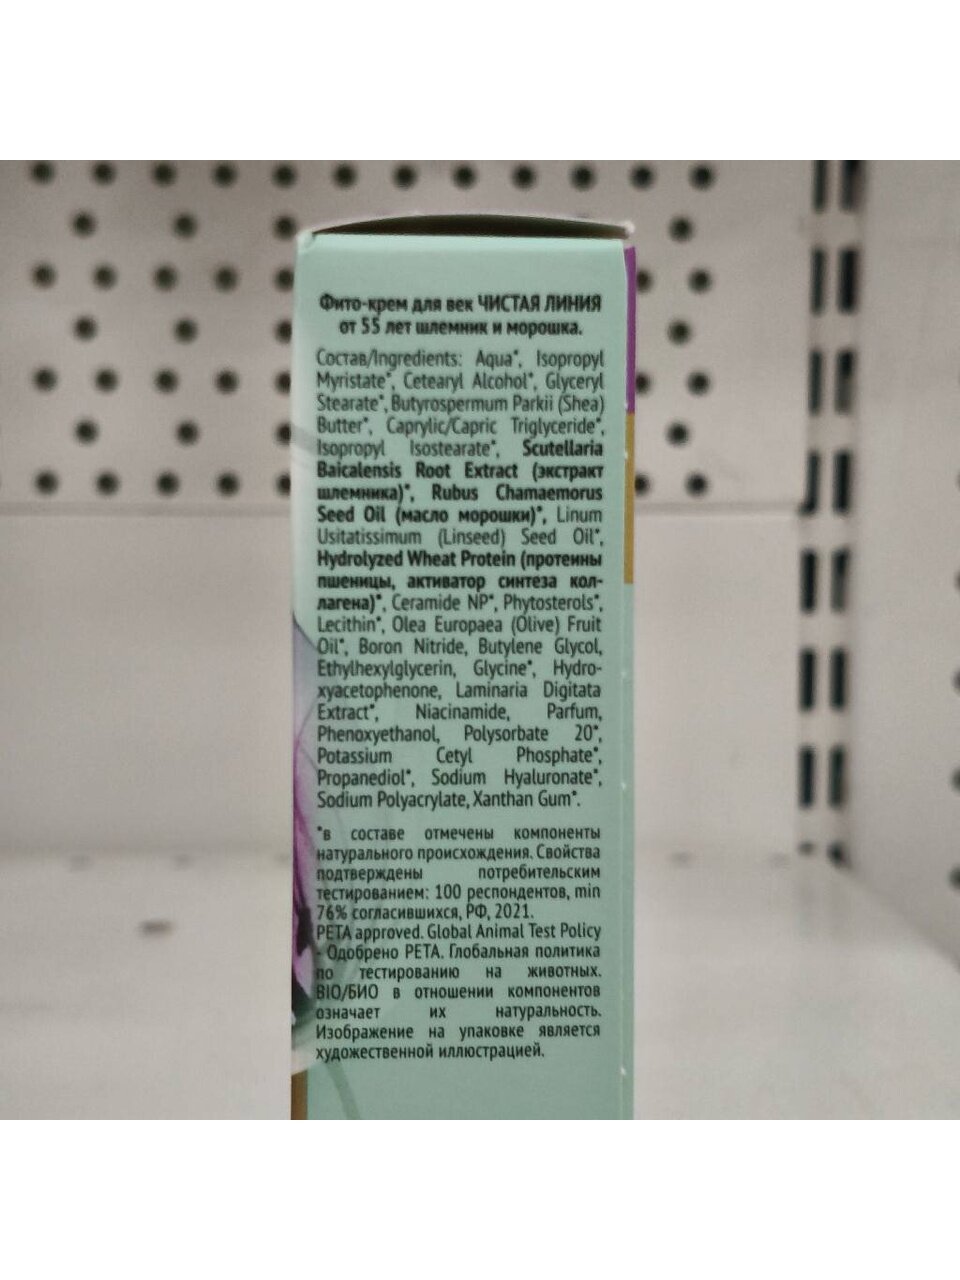 Фито-крем для век ЧИСТАЯ ЛИНИЯ
от 55 лет шлемник и морошка.
Состав/Ingredients: Aqua*, Isopropyl
Myristate*, Cetearyl Alcohol*, Glyceryl
Stearate*, Butyrospermum Parkii (Shea)
Butter*, Caprylic/Capric Triglyceride*,
Isopropyl Isostearate*, Scutellaria
Baicalensis Root Extract (экстракт
шлемника)*, Rubus Chamaemorus
Seed Oil (масло морошки)*, Linum
Usitatissimum (Linseed) Seed Oil*,
Hydrolyzed Wheat Protein (протеины
пшеницы, активатор синтеза кол-
лагена)*, Ceramide NP*, Phytosterols*,
Lecithin*, Olea Europaea (Olive) Fruit
Oil*, Boron Nitride, Butylene Glycol,
Ethylhexylglycerin, Glycine*, Hydro-
xyacetophenone, Laminaria Digitata
Extract*, Niacinamide, Parfum,
Phenoxyethanol, Polysorbate 20*,
Potassium Cetyl Phosphate*,
Propanediol*, Sodium Hyaluronate*,
Sodium Polyacrylate, Xanthan Gum*.
*в составе отмечены компоненты
натурального происхождения. Свойства
подтверждены потребительским
тестированием: 100 респондентов, min
76% согласившихся, РФ, 2021.
PETA approved. Global Animal Test Policy
- Одобрено PETA. Глобальная политика
по тестированию на животных.
BIO/БИО в отношении компонентов
означает их натуральность.
Изображение на упаковке является
художественной иллюстрацией.